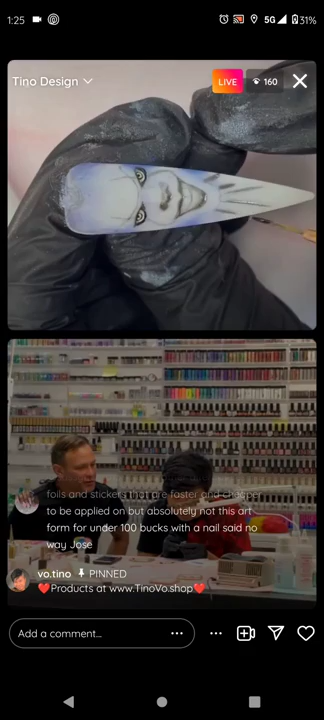 1:25
5G 31%
Tino Design
LIVE 160
foils and stickers that are faster and cheaper
to be applied on but absolutely not this art
form for under 100 bucks with a nail said no
way Jose
vo.tino PINNED
❤️Products at www.TinoVo.shop❤️
Add a comment...